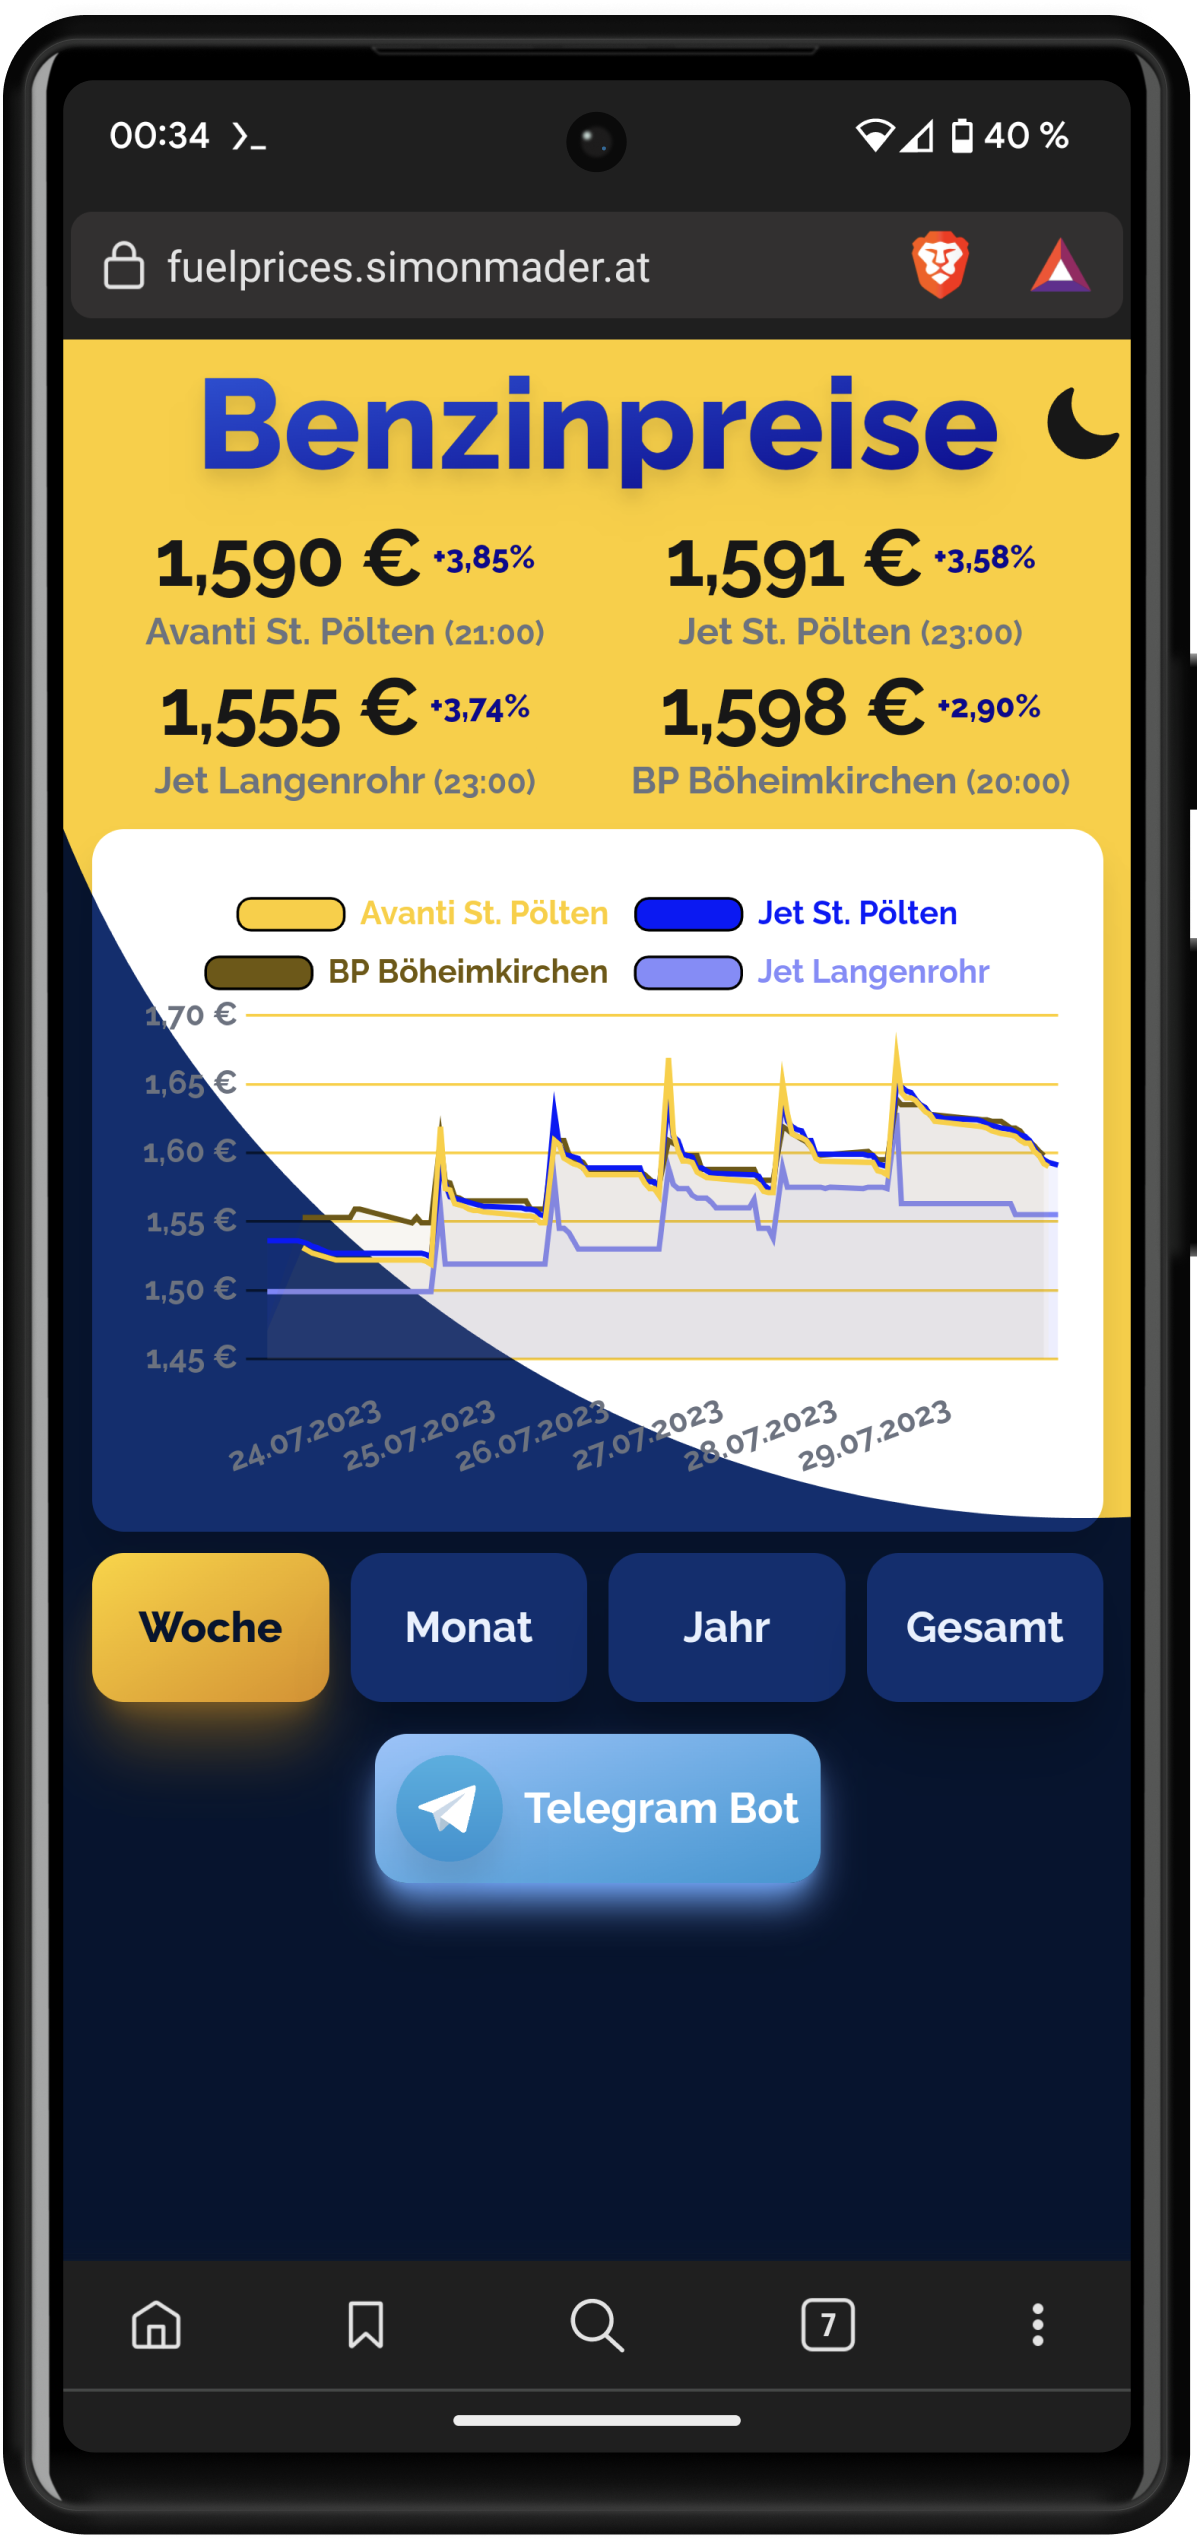 00:34 >_ 40 %
fuelprices.simonmader.at
Benzinpreise
1,590 € +3,85% 1,591 € +3,58%
Avanti St. Pölten (21:00) Jet St. Pölten (23:00)
1,555 € +3,74% 1,598 € +2,90%
Jet Langenrohr (23:00) BP Böheimkirchen (20:00)
Avanti St. Pölten Jet St. Pölten
BP Böheimkirchen Jet Langenrohr
1,70 €
1,65 €
1,60 €
1,55 €
1,50 €
1,45 €
24.07.2023 25.07.2023 26.07.2023 27.07.2023 28.07.2023 29.07.2023
Woche Monat Jahr Gesamt
Telegram Bot
7